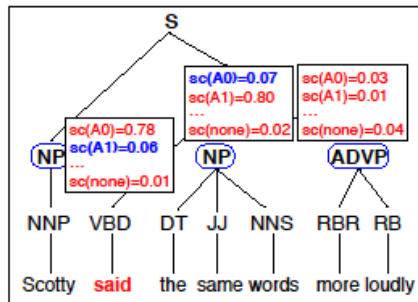 S
sc(A0)=0.78
sc(A1)=0.06
...
sc(none)=0.01
sc(A0)=0.07
sc(A1)=0.80
...
sc(none)=0.02
sc(A0)=0.03
sc(A1)=0.01
...
sc(none)=0.04
NP NP ADVP
NNP VBD DT JJ NNS RBR RB
Scotty said the same words more loudly